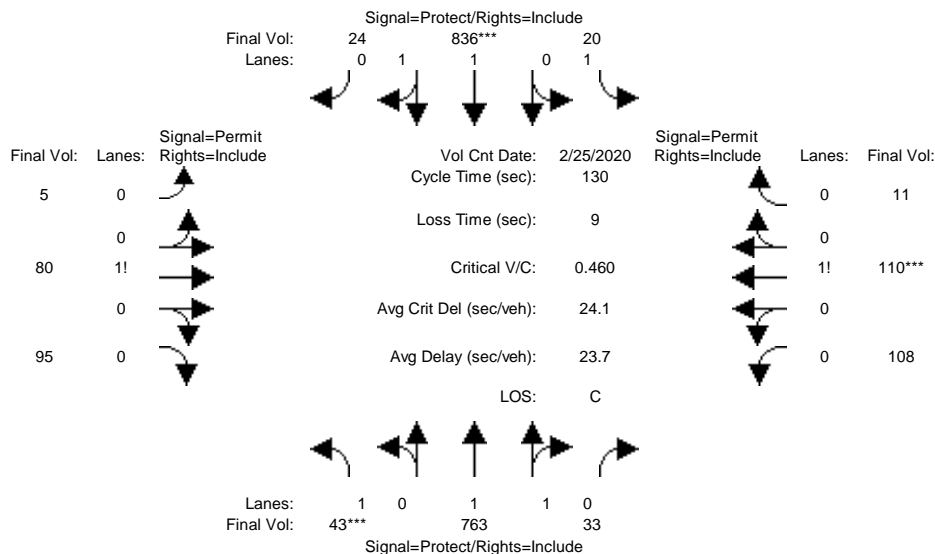 Signal=Protect/Rights=Include
Final Vol: 24 836*** 20
Lanes: 0 1 1 0 1
Signal=Permit Signal=Permit
Final Vol: Lanes: Rights=Include Vol Cnt Date: 2/25/2020 Rights=Include Lanes: Final Vol:
Cycle Time (sec): 130
5 0 0 11
Loss Time (sec): 9
0 0
80 1! Critical V/C: 0.460 1! 110***
0 Avg Crit Del (sec/veh): 24.1 0
95 0 Avg Delay (sec/veh): 23.7 0 108
LOS: C
Lanes: 1 0 1 1 0
Final Vol: 43*** 763 33
Signal=Protect/Rights=Include